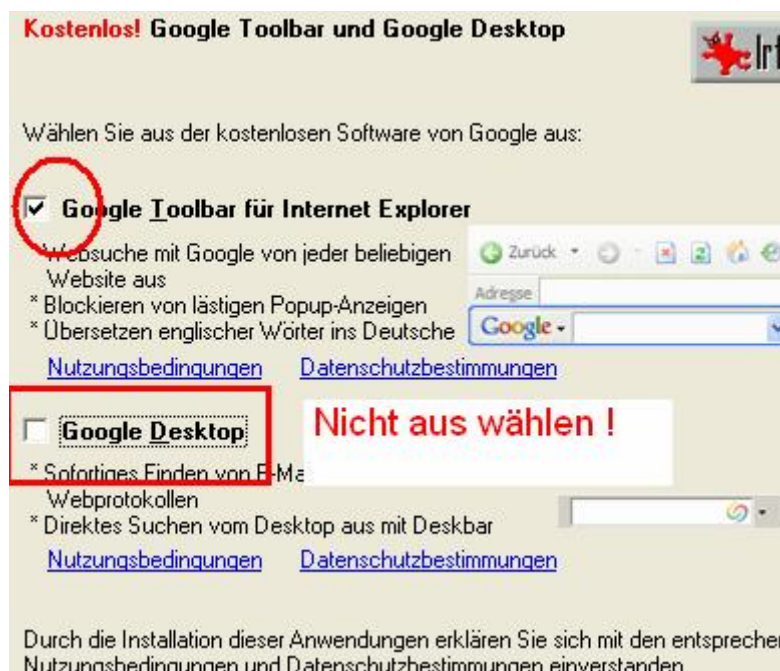 Kostenlos! Google Toolbar und Google Desktop
Wählen Sie aus der kostenlosen Software von Google aus:
Google Toolbar für Internet Explorer
Websuche mit Google von jeder beliebigen
Website aus
* Blockieren von lästigen Popup-Anzeigen
* Übersetzen englischer Wörter ins Deutsche
Zurück
Adresse
Google
Nutzungsbedingungen Datenschutzbestimmungen
Google Desktop
Nicht aus wählen !
* Sofortiges Finden von
Webprotokollen
* Direktes Suchen vom Desktop aus mit Deskbar
Nutzungsbedingungen Datenschutzbestimmungen
Durch die Installation dieser Anwendungen erklären Sie sich mit den
Nutzungsbedingungen und Datenschutzbestimmungen einverstanden